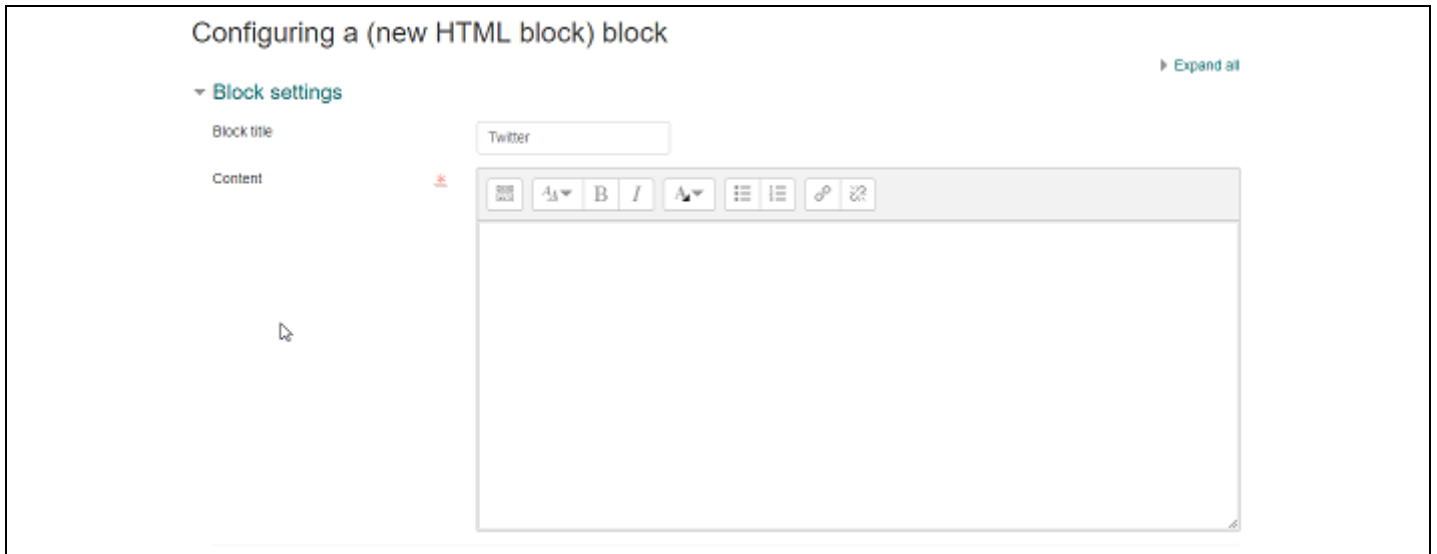 Configuring a (new HTML block) block
Expand all
Block settings
Block title
Twitter
Content
B
I